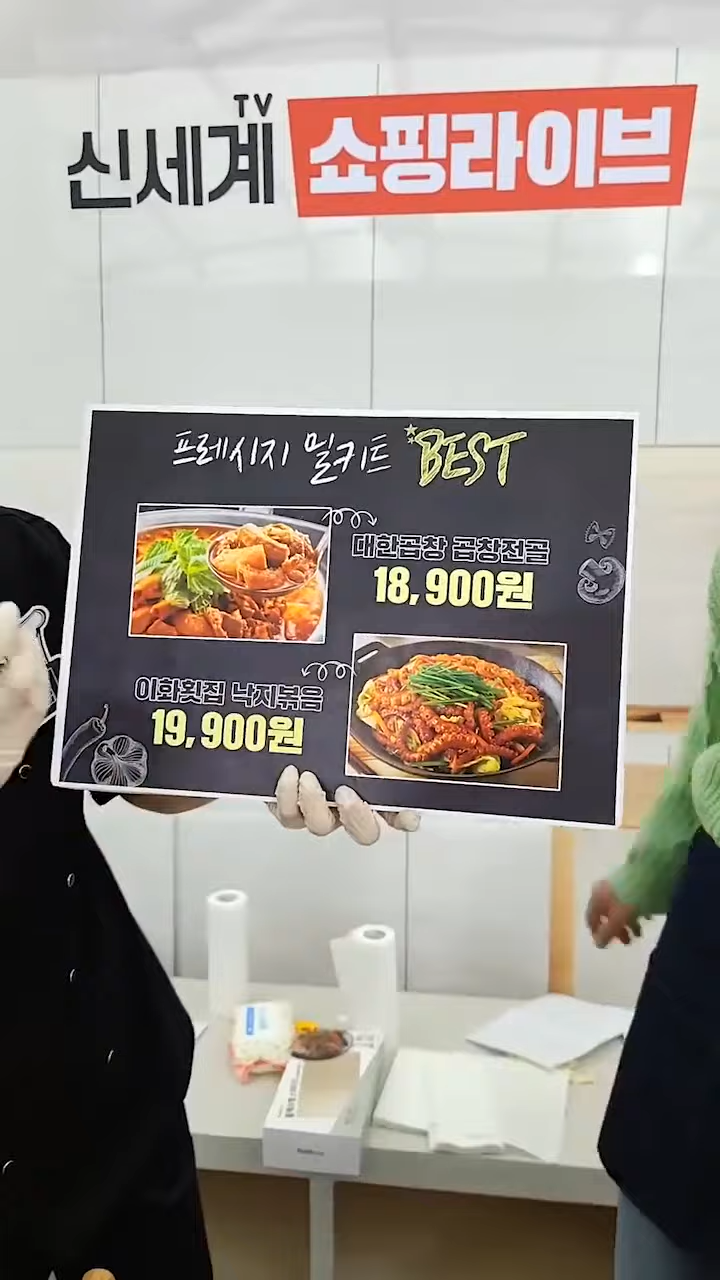 신세계TV 쇼핑라이브
프레시지 밀키트 BEST
대한곱창 곱창전골
18,900원
이화횟집 낙지볶음
19,900원